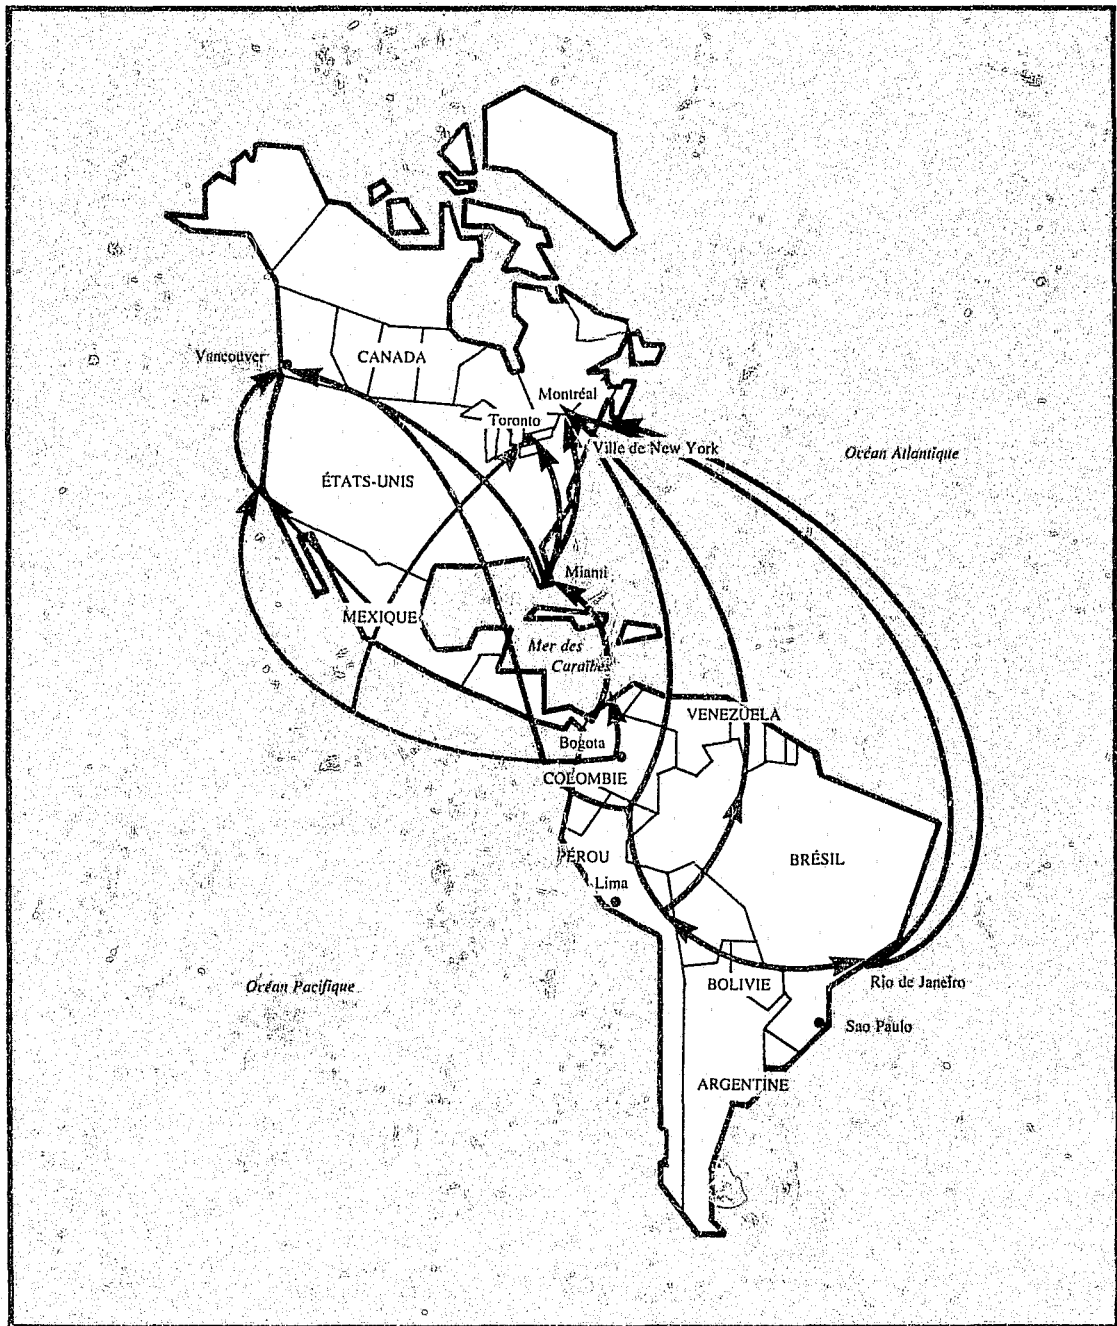 Vancouver
CANADA
Montréal
Toronto
Ville de New York
Océan Atlantique
ÉTATS-UNIS
Miami
MEXIQUE
Mer des
Caraïbes
VENEZUELA
Bogota
COLOMBIE
PÉROU
BRÉSIL
Lima
Océan Pacifique
BOLIVIE
Rio de Janeiro
Sao Paulo
ARGENTINE